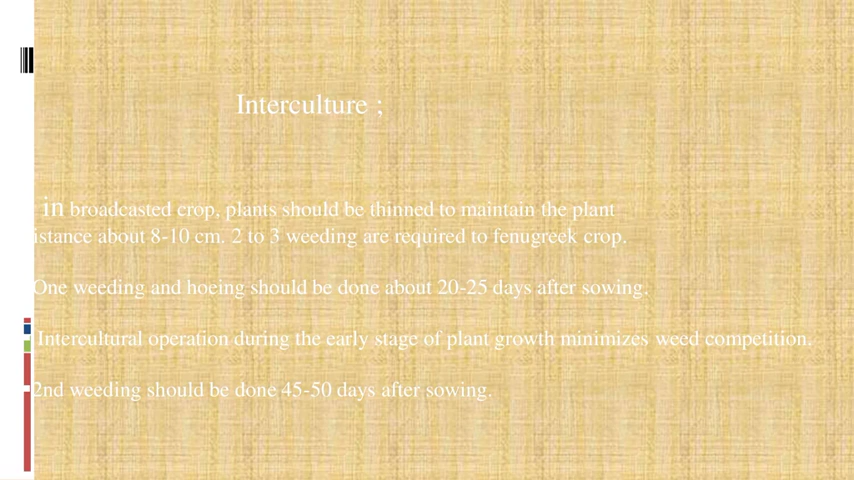 Interculture ;
in broadcasted crop, plants should be thinned to maintain the plant
istance about 8-10 cm. 2 to 3 weeding are required to fenugreek crop.
One weeding and hoeing should be done about 20-25 days after sowing.
Intercultural operation during the early stage of plant growth minimizes weed competition.
2nd weeding should be done 45-50 days after sowing.